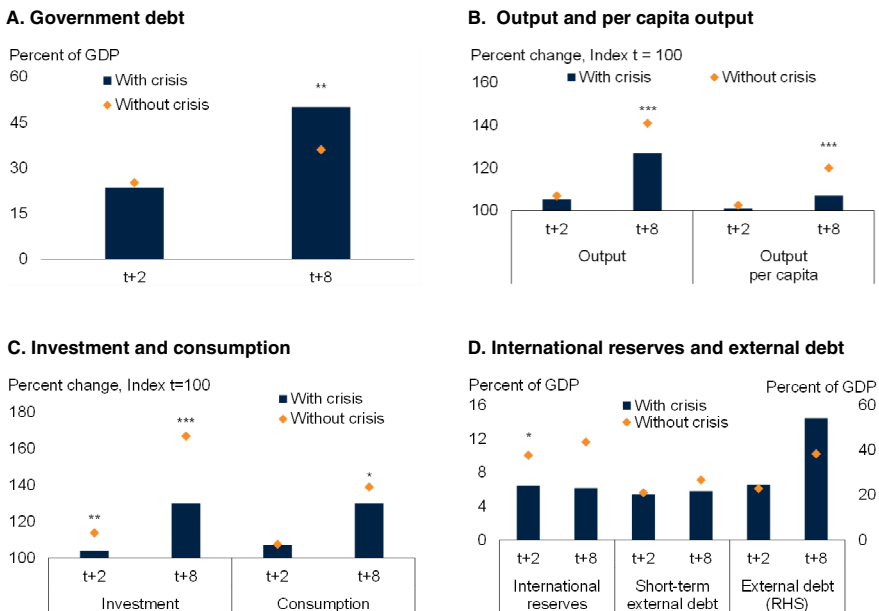 A. Government debt
Percent of GDP
60
45
30
15
0
With crisis
Without crisis
**
t+2 t+8
B. Output and per capita output
Percent change, Index t = 100
160
140
120
100
With crisis Without crisis
***
***
t+2 t+8 t+2 t+8
Output Output
per capita
C. Investment and consumption
Percent change, Index t=100
180
160
140
120
100
With crisis
Without crisis
***
**
*
t+2 t+8 t+2 t+8
Investment Consumption
D. International reserves and external debt
Percent of GDP Percent of GDP
16 60
12 40
8 20
4 0
0
With crisis
Without crisis
*
t+2 t+8 t+2 t+8 t+2 t+8
International Short-term External debt
reserves external debt (RHS)